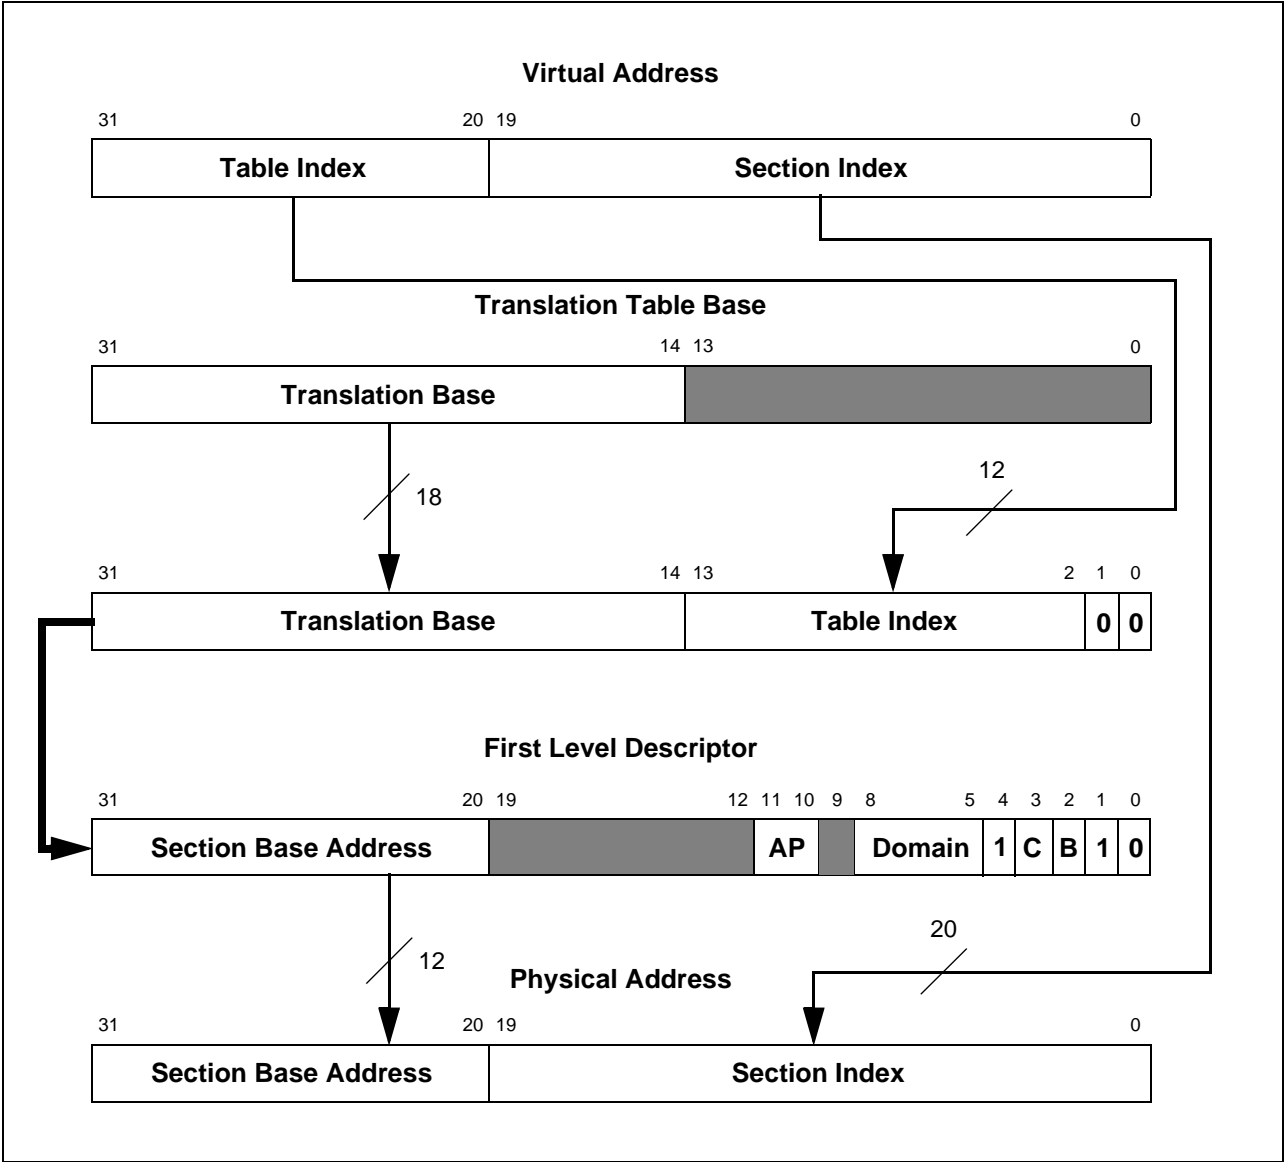 Virtual Address
31 20 19 0
Table Index Section Index
Translation Table Base
31 14 13 0
Translation Base
12
18
31 14 13 2 1 0
Translation Base Table Index 0 0
First Level Descriptor
31 20 19 12 11 10 9 8 5 4 3 2 1 0
Section Base Address AP Domain 1 C B 1 0
20
12
Physical Address
31 20 19 0
Section Base Address Section Index